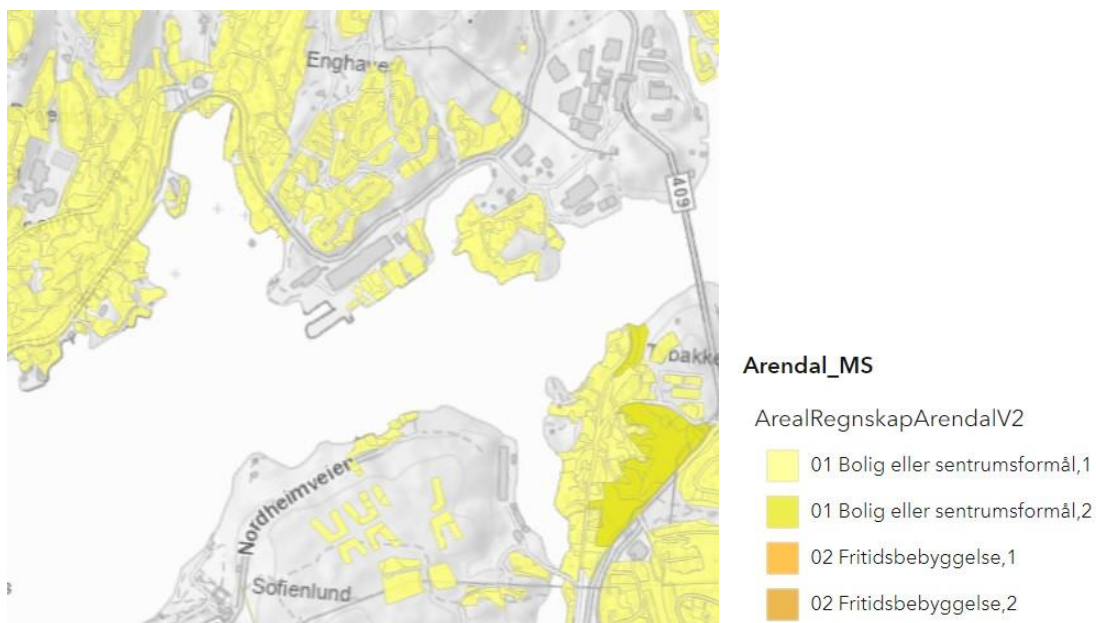 Enghave
409
Nordheimveien
Sofienlund
Arendal_MS
ArealRegnskapArendalV2
01 Bolig eller sentrumsformål,1
01 Bolig eller sentrumsformål,2
02 Fritidsbebyggelse,1
02 Fritidsbebyggelse,2